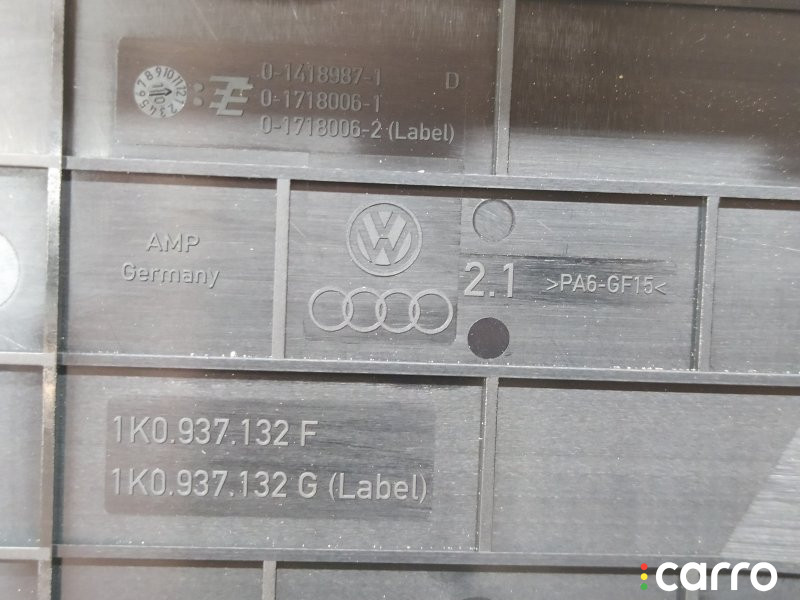 0-1418987-1 D
0-1718006-1
0-1718006-2 (Label)
AMP
Germany
2.1 >PA6-GF15<
1K0.937.132 F
1K0.937.132 G (Label)
carro